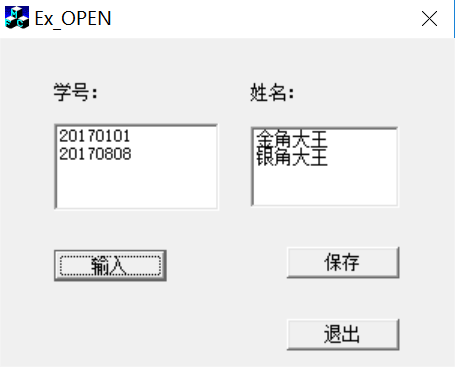 Ex_OPEN
学号：
姓名：
20170101
20170808
金角大王
银角大王
输入
保存
退出